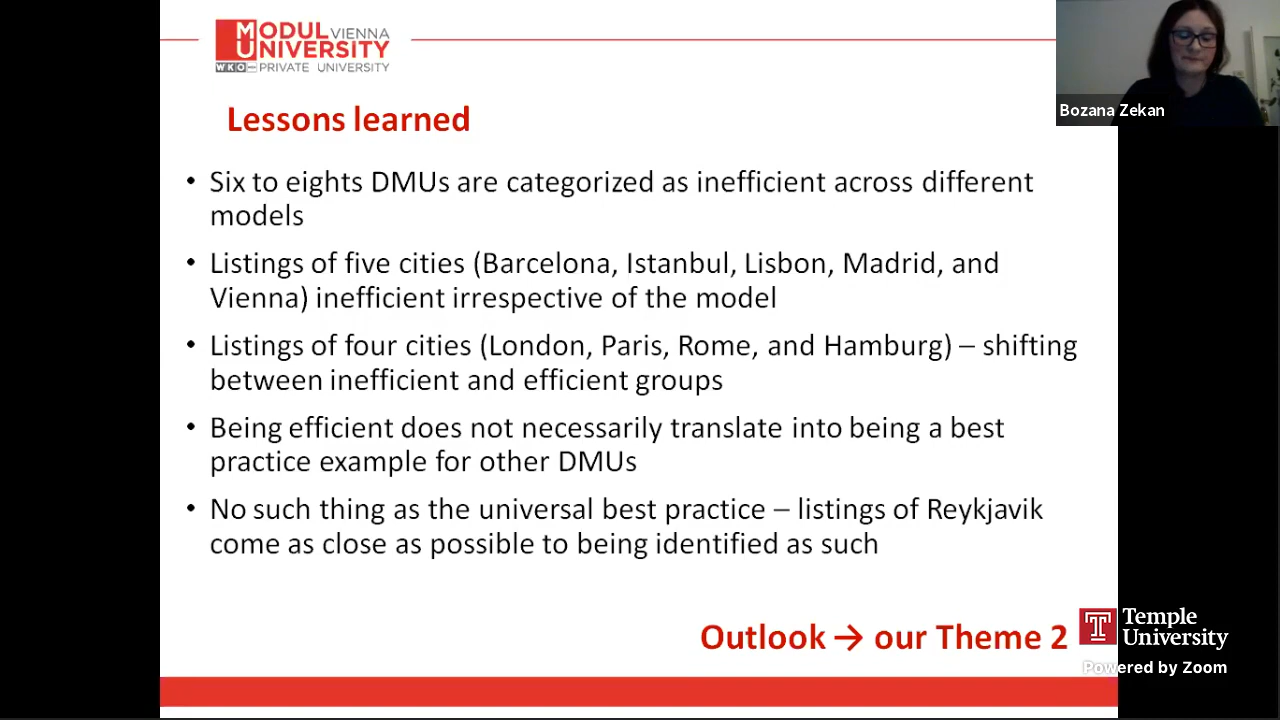 MODUL VIENNA
UNIVERSITY
WKO PRIVATE UNIVERSITY
Bozana Zekan
Lessons learned
• Six to eights DMUs are categorized as inefficient across different
models
• Listings of five cities (Barcelona, Istanbul, Lisbon, Madrid, and
Vienna) inefficient irrespective of the model
• Listings of four cities (London, Paris, Rome, and Hamburg) – shifting
between inefficient and efficient groups
• Being efficient does not necessarily translate into being a best
practice example for other DMUs
• No such thing as the universal best practice – listings of Reykjavik
come as close as possible to being identified as such
Outlook → our Theme 2
Temple
University
Powered by Zoom